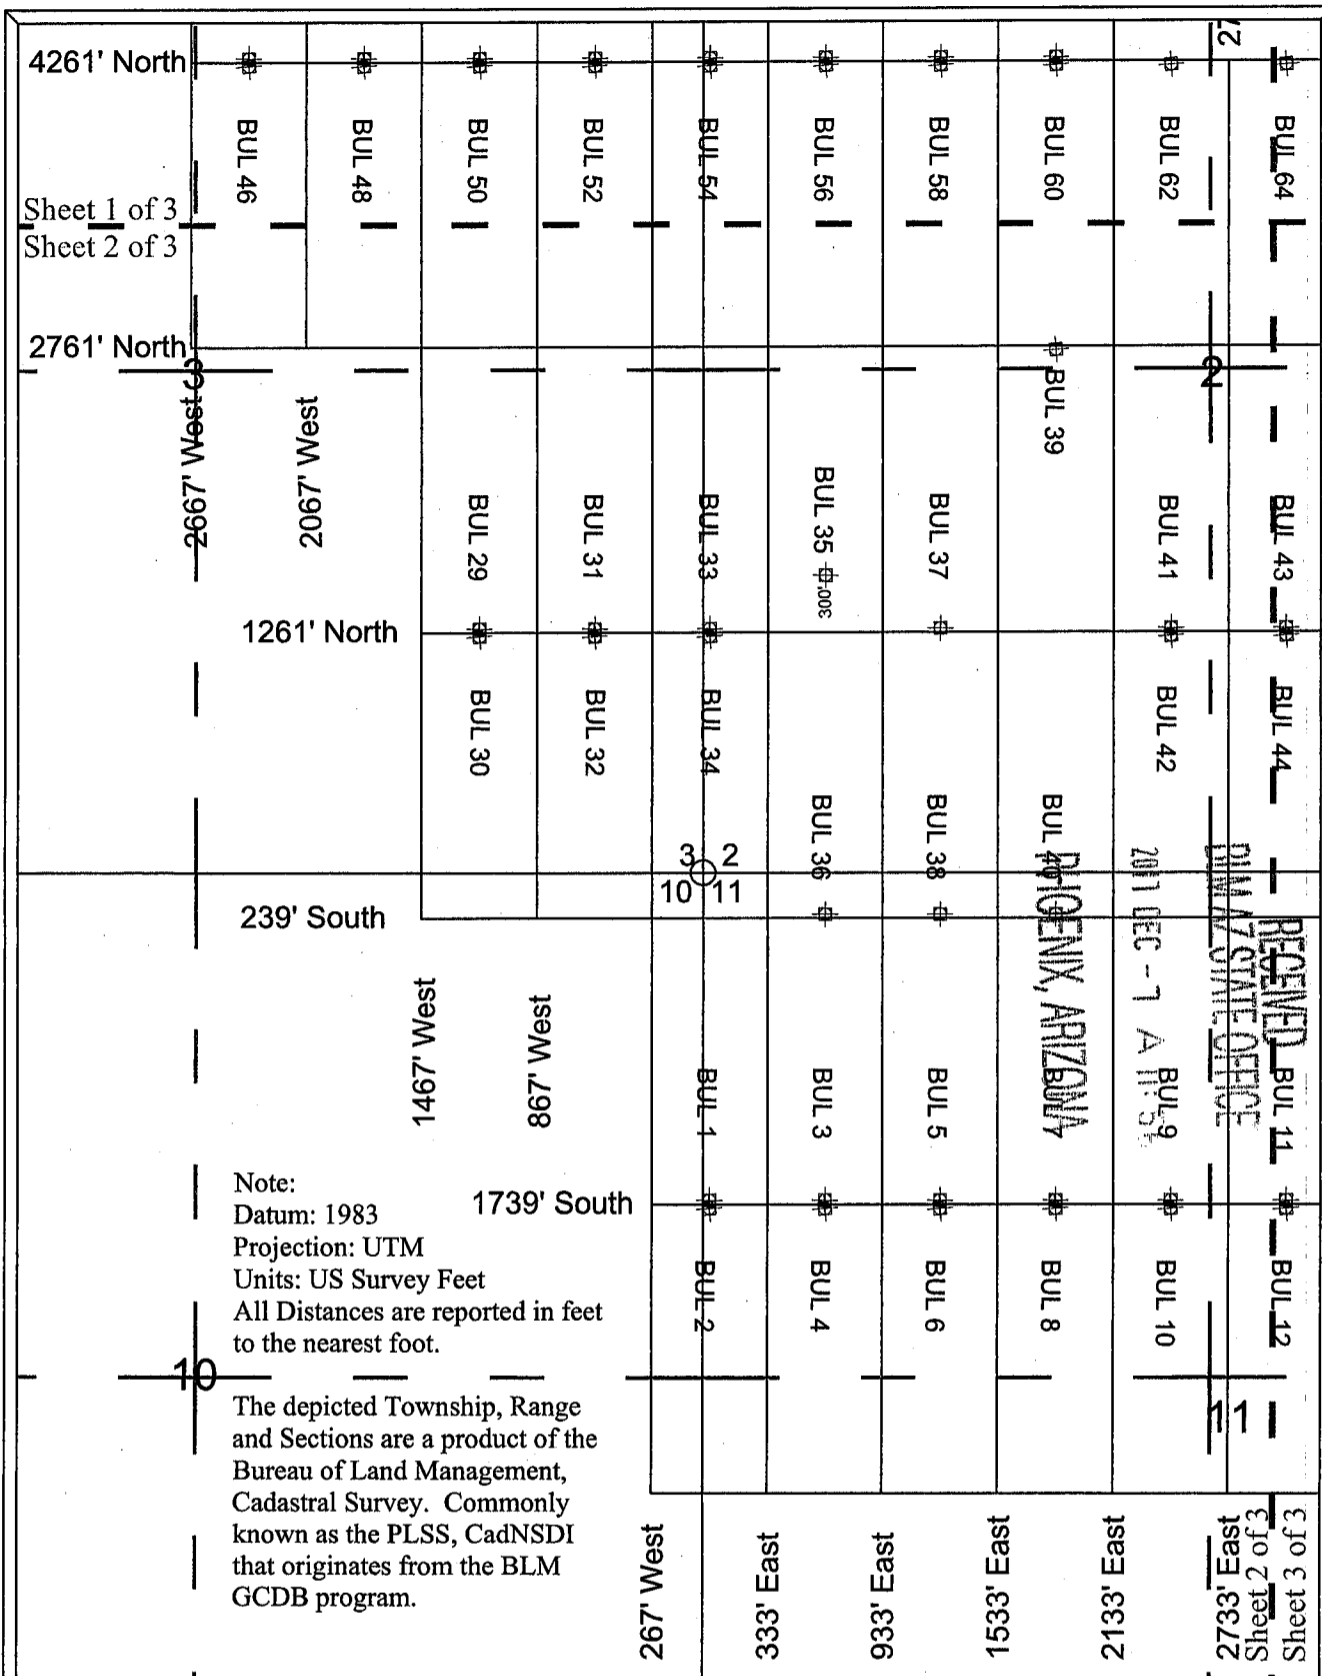 27
4261' North
BUL 46
BUL 48
BUL 50
BUL 52
BUL 54
BUL 56
BUL 58
BUL 60
BUL 62
BUL 64
Sheet 1 of 3
Sheet 2 of 3
2761' North
2
2667' West
2067' West
BUL 39
BUL 29
BUL 31
BUL 33
BUL 35
300'
BUL 37
BUL 41
BUL 43
1261' North
BUL 30
BUL 32
BUL 34
BUL 36
BUL 38
BUL 40
BUL 42
BUL 44
3 2
10 11
239' South
RECEIVED
BLM AZ STATE OFFICE
2017 DEC -7 A 11:
PHOENIX, ARIZONA
1467' West
867' West
BUL 1
BUL 3
BUL 5
BUL 7
BUL 9
BUL 11
1739' South
BUL 2
BUL 4
BUL 6
BUL 8
BUL 10
BUL 12
Note:
Datum: 1983
Projection: UTM
Units: US Survey Feet
All Distances are reported in feet
to the nearest foot.
10
11
The depicted Township, Range
and Sections are a product of the
Bureau of Land Management,
Cadastral Survey. Commonly
known as the PLSS, CadNSDI
that originates from the BLM
GCDB program.
267' West
333' East
933' East
1533' East
2133' East
2733' East
Sheet 2 of 3
Sheet 3 of 3